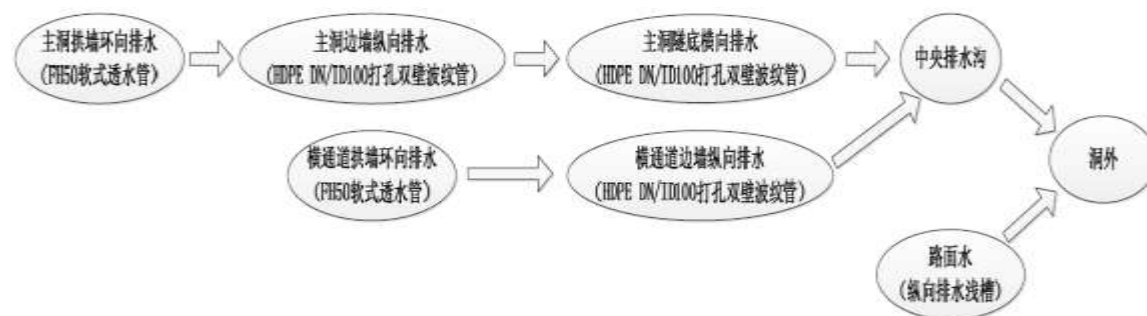 主洞拱墙环向排水
(FH50软式透水管)
主洞边墙纵向排水
(HDPE DN/ID100打孔双壁波纹管)
主洞隧底横向排水
(HDPE DN/ID100打孔双壁波纹管)
中央排水沟
横通道拱墙环向排水
(FH50软式透水管)
横通道边墙纵向排水
(HDPE DN/ID100打孔双壁波纹管)
洞外
路面水
(纵向排水浅槽)